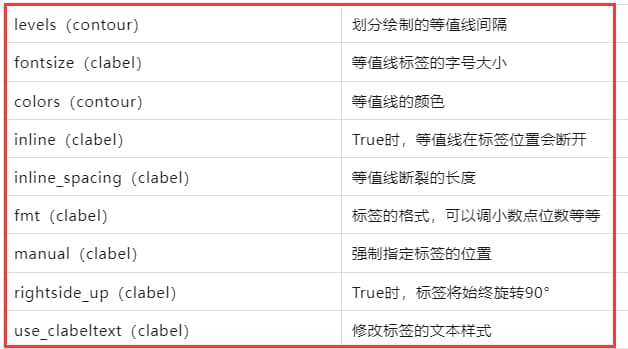 levels (contour) 划分绘制的等值线间隔
fontsize (clabel) 等值线标签的字号大小
colors (contour) 等值线的颜色
inline (clabel) True时，等值线在标签位置会断开
inline_spacing (clabel) 等值线断裂的长度
fmt (clabel) 标签的格式，可以调小数点位数等等
manual (clabel) 强制指定标签的位置
rightside_up (clabel) True时，标签将始终旋转90°
use_clabeltext (clabel) 修改标签的文本样式